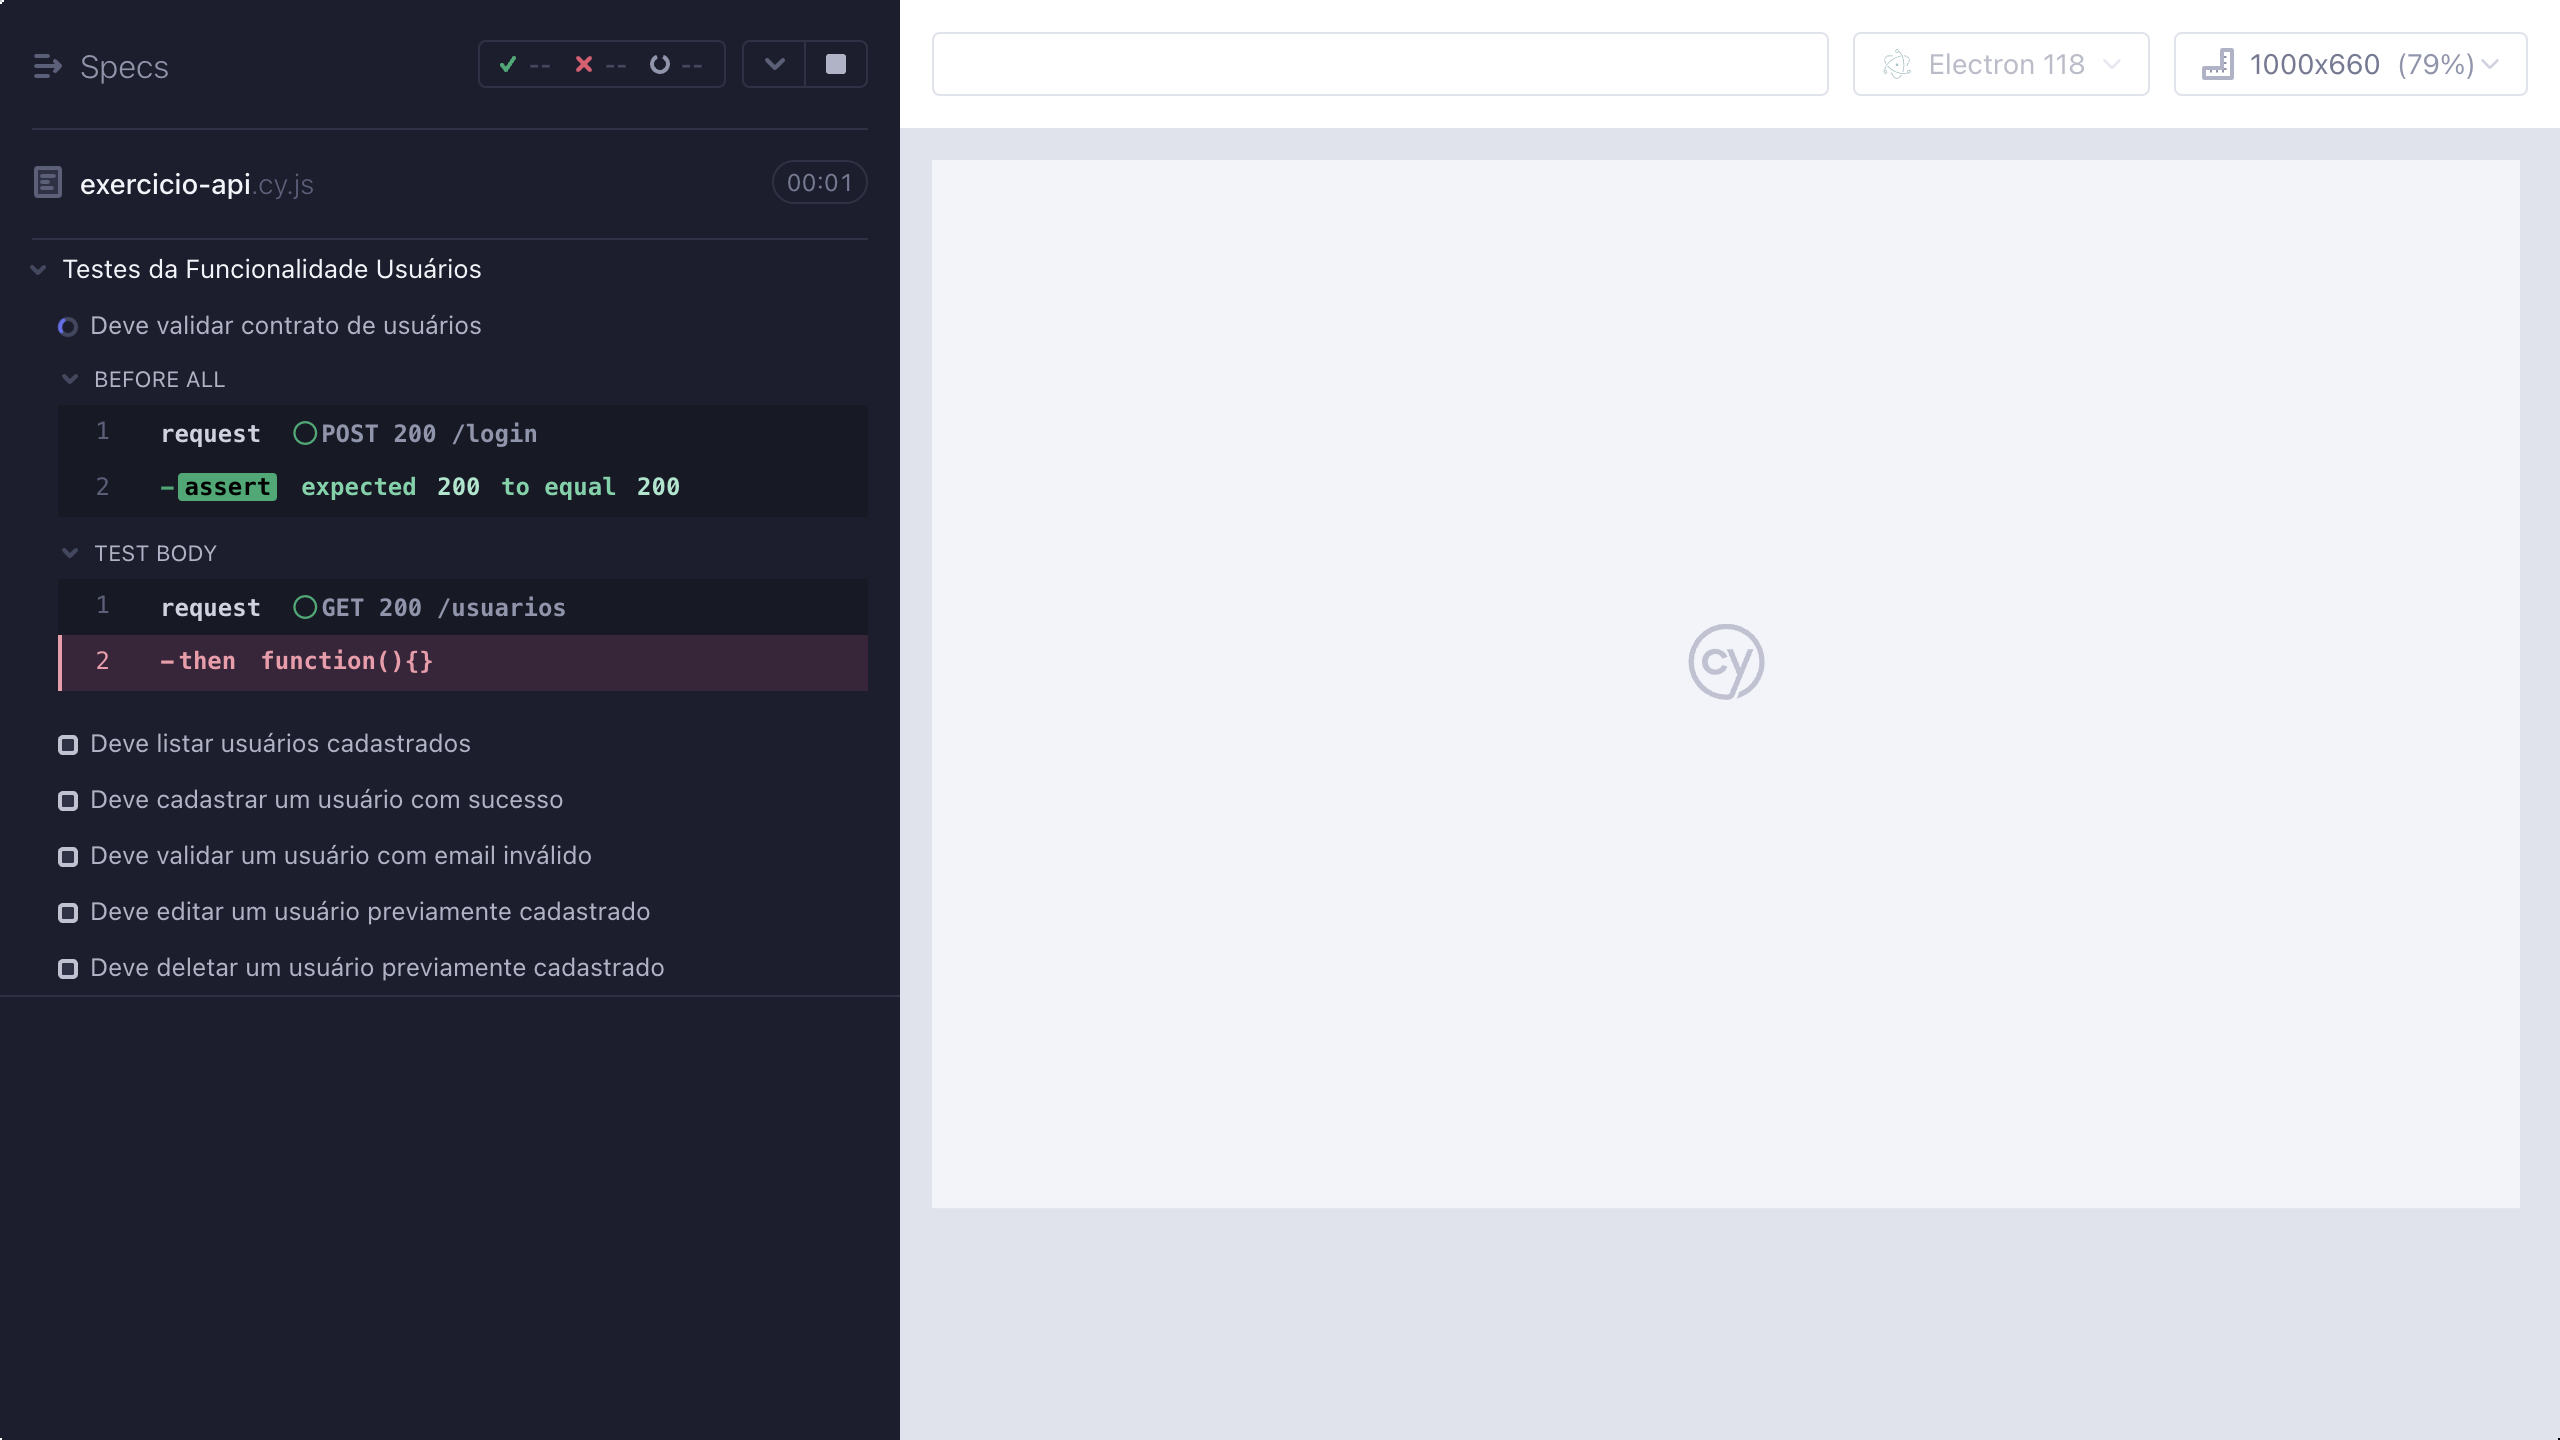 Specs
-- -- --
exercicio-api.cy.js
00:01
Testes da Funcionalidade Usuários
Deve validar contrato de usuários
BEFORE ALL
1 request POST 200 /login
2 -assert expected 200 to equal 200
TEST BODY
1 request GET 200 /usuarios
2 -then function(){}
Deve listar usuários cadastrados
Deve cadastrar um usuário com sucesso
Deve validar um usuário com email inválido
Deve editar um usuário previamente cadastrado
Deve deletar um usuário previamente cadastrado
Electron 118
1000x660 (79%)
cy